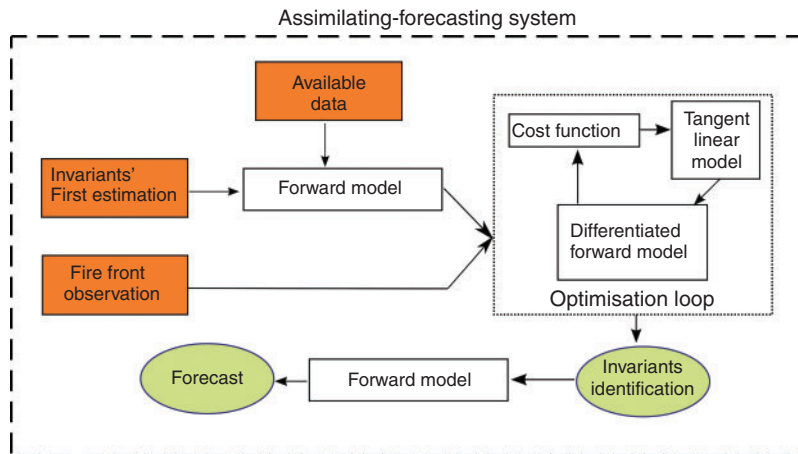 Assimilating-forecasting system
Available
data
Invariants'
First estimation
Forward model
Fire front
observation
Cost function
Tangent
linear
model
Differentiated
forward model
Optimisation loop
Forecast
Forward model
Invariants
identification